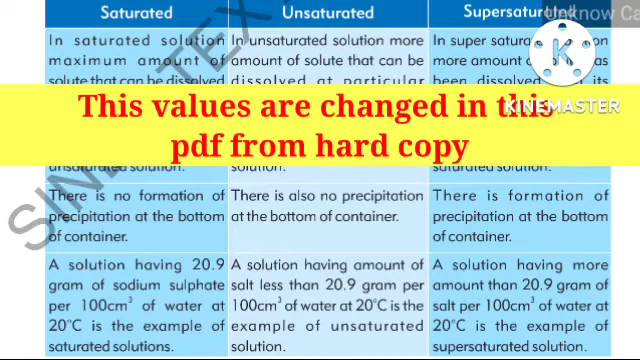 Saturated
Unsaturated
Supersaturated
Unknow Ca
In saturated solution
maximum amount of
solute that can be dissolved
In unsaturated solution more
amount of solute that can be
dissolved at particular
In super
more amount
been dissolved
its
KINEMASTER
This values are changed in this
pdf from hard copy
unsaturated solution.
solution.
saturated solution.
There is no formation of
precipitation at the bottom
of container.
There is also no precipitation
at the bottom of container.
There is formation of
precipitation at the bottom
of container.
A solution having 20.9
gram of sodium sulphate
per 100cm³ of water at
20°C is the example of
saturated solutions.
A solution having amount of
salt less than 20.9 gram per
100cm³ of water at 20°C is the
example of unsaturated
solution.
A solution having more
amount than 20.9 gram of
salt per 100cm³ of water at
20°C is the example of
supersaturated solution.